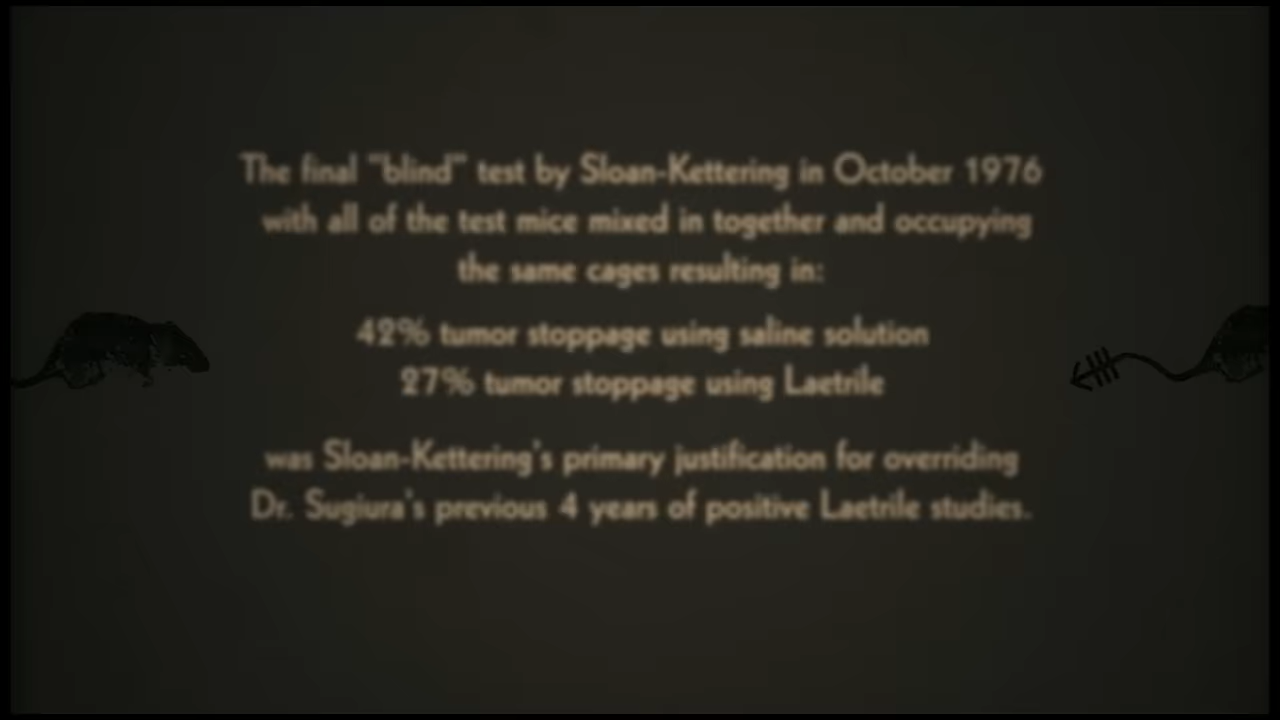 The final "blind" test by Sloan-Kettering in October 1976
with all of the test mice mixed in together and occupying
the same cages resulting in:
42% tumor stoppage using saline solution
27% tumor stoppage using Laetrile
was Sloan-Kettering's primary justification for overriding
Dr. Sugiura's previous 4 years of positive Laetrile studies.